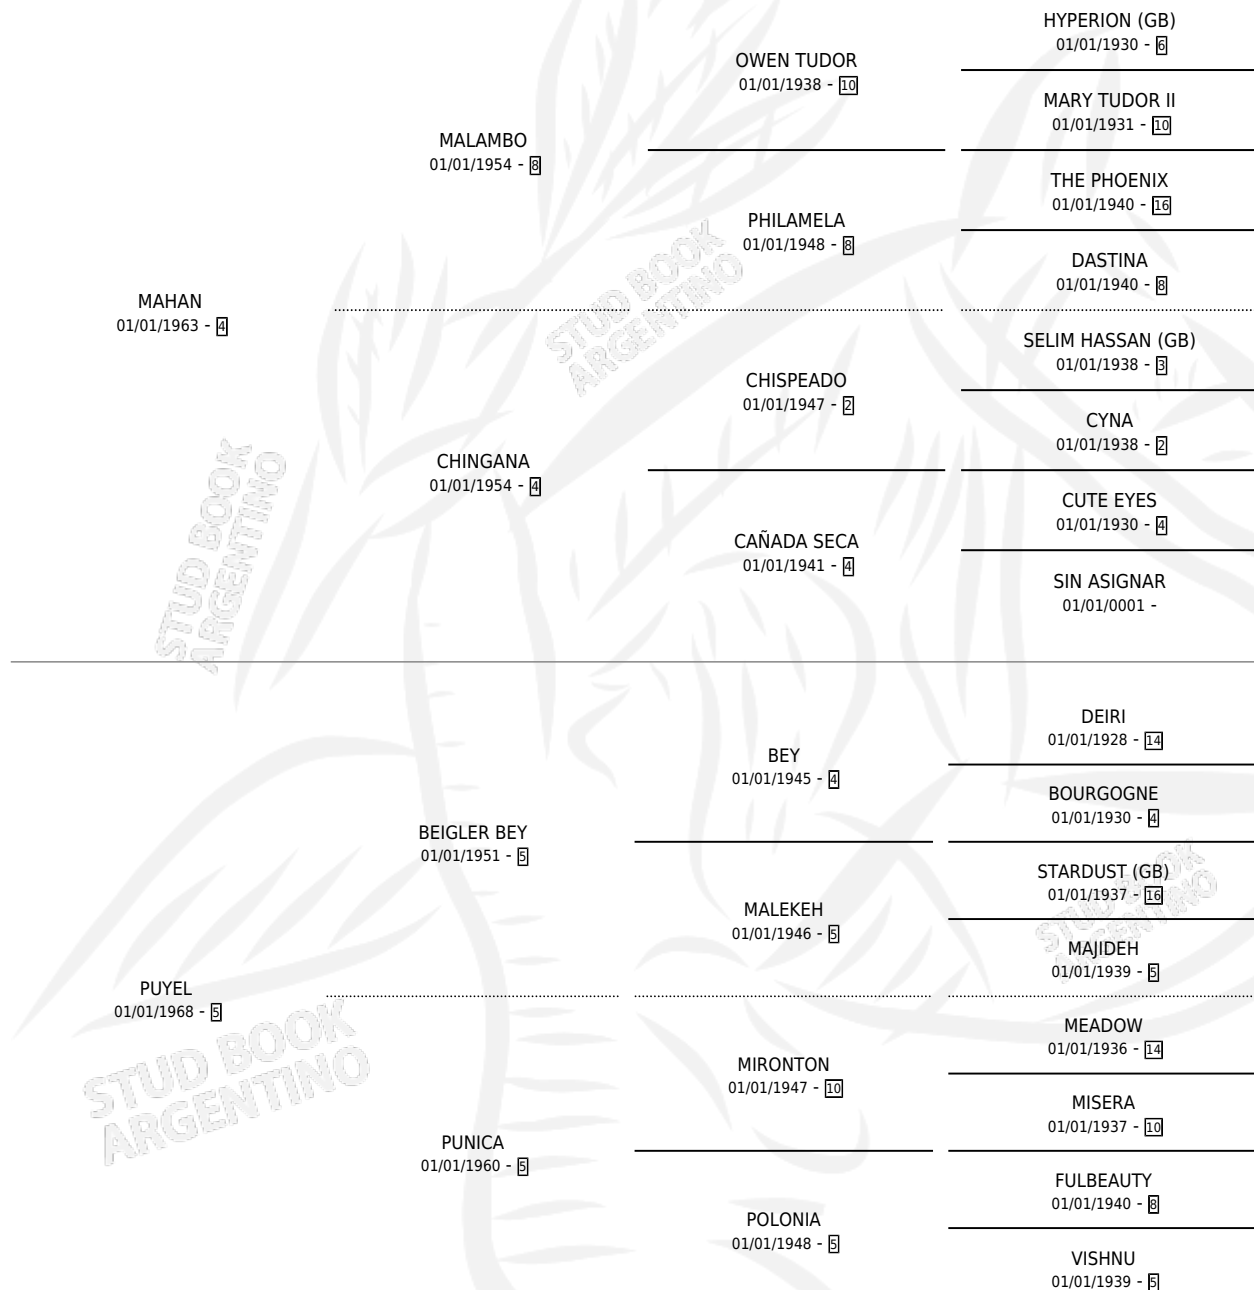 HYPERION (GB)
01/01/1930 - 6
OWEN TUDOR
01/01/1938 - 10
MARY TUDOR II
01/01/1931 - 10
MALAMBO
01/01/1954 - 8
THE PHOENIX
01/01/1940 - 16
PHILAMELA
01/01/1948 - 8
DASTINA
01/01/1940 - 8
MAHAN
01/01/1963 - 4
SELIM HASSAN (GB)
01/01/1938 - 3
CHISPEADO
01/01/1947 - 2
CYNA
01/01/1938 - 2
CHINGANA
01/01/1954 - 4
CUTE EYES
01/01/1930 - 4
CAÑADA SECA
01/01/1941 - 4
SIN ASIGNAR
01/01/0001 -
DEIRI
01/01/1928 - 14
BEY
01/01/1945 - 4
BOURGOGNE
01/01/1930 - 4
BEIGLER BEY
01/01/1951 - 5
STARDUST (GB)
01/01/1937 - 16
MALEKEH
01/01/1946 - 5
MAJIDEH
01/01/1939 - 5
PUYEL
01/01/1968 - 5
MEADOW
01/01/1936 - 14
MIRONTON
01/01/1947 - 10
MISERA
01/01/1937 - 10
PUNICA
01/01/1960 - 5
FULBEAUTY
01/01/1940 - 8
POLONIA
01/01/1948 - 5
VISHNU
01/01/1939 - 5
STUD BOOK
ARGENTINO
STUD BOOK
ARGENTINO
STUD BOOK
ARGENTINO
STUD BOOK
ARGENTINO